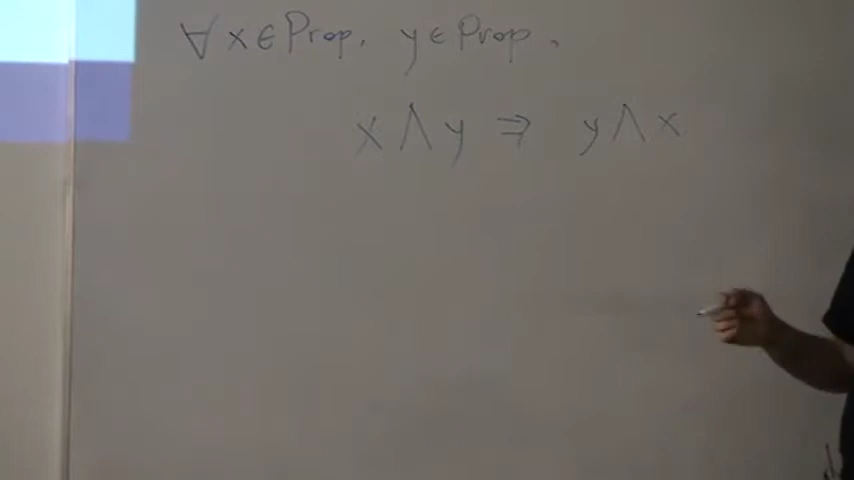 ∀ x ∈ Prop, y ∈ Prop,
x ∧ y ⇒ y ∧ x